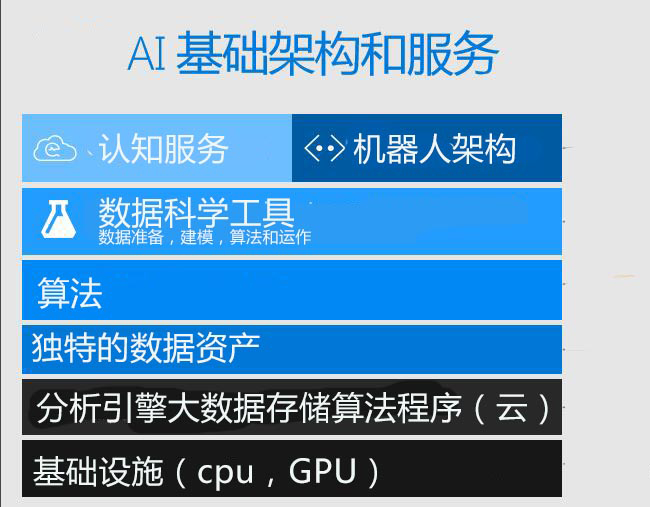 AI 基础架构和服务
认知服务
机器人架构
数据科学工具
数据准备，建模，算法和运作
算法
独特的数据资产
分析引擎大数据存储算法程序（云）
基础设施（cpu，GPU）